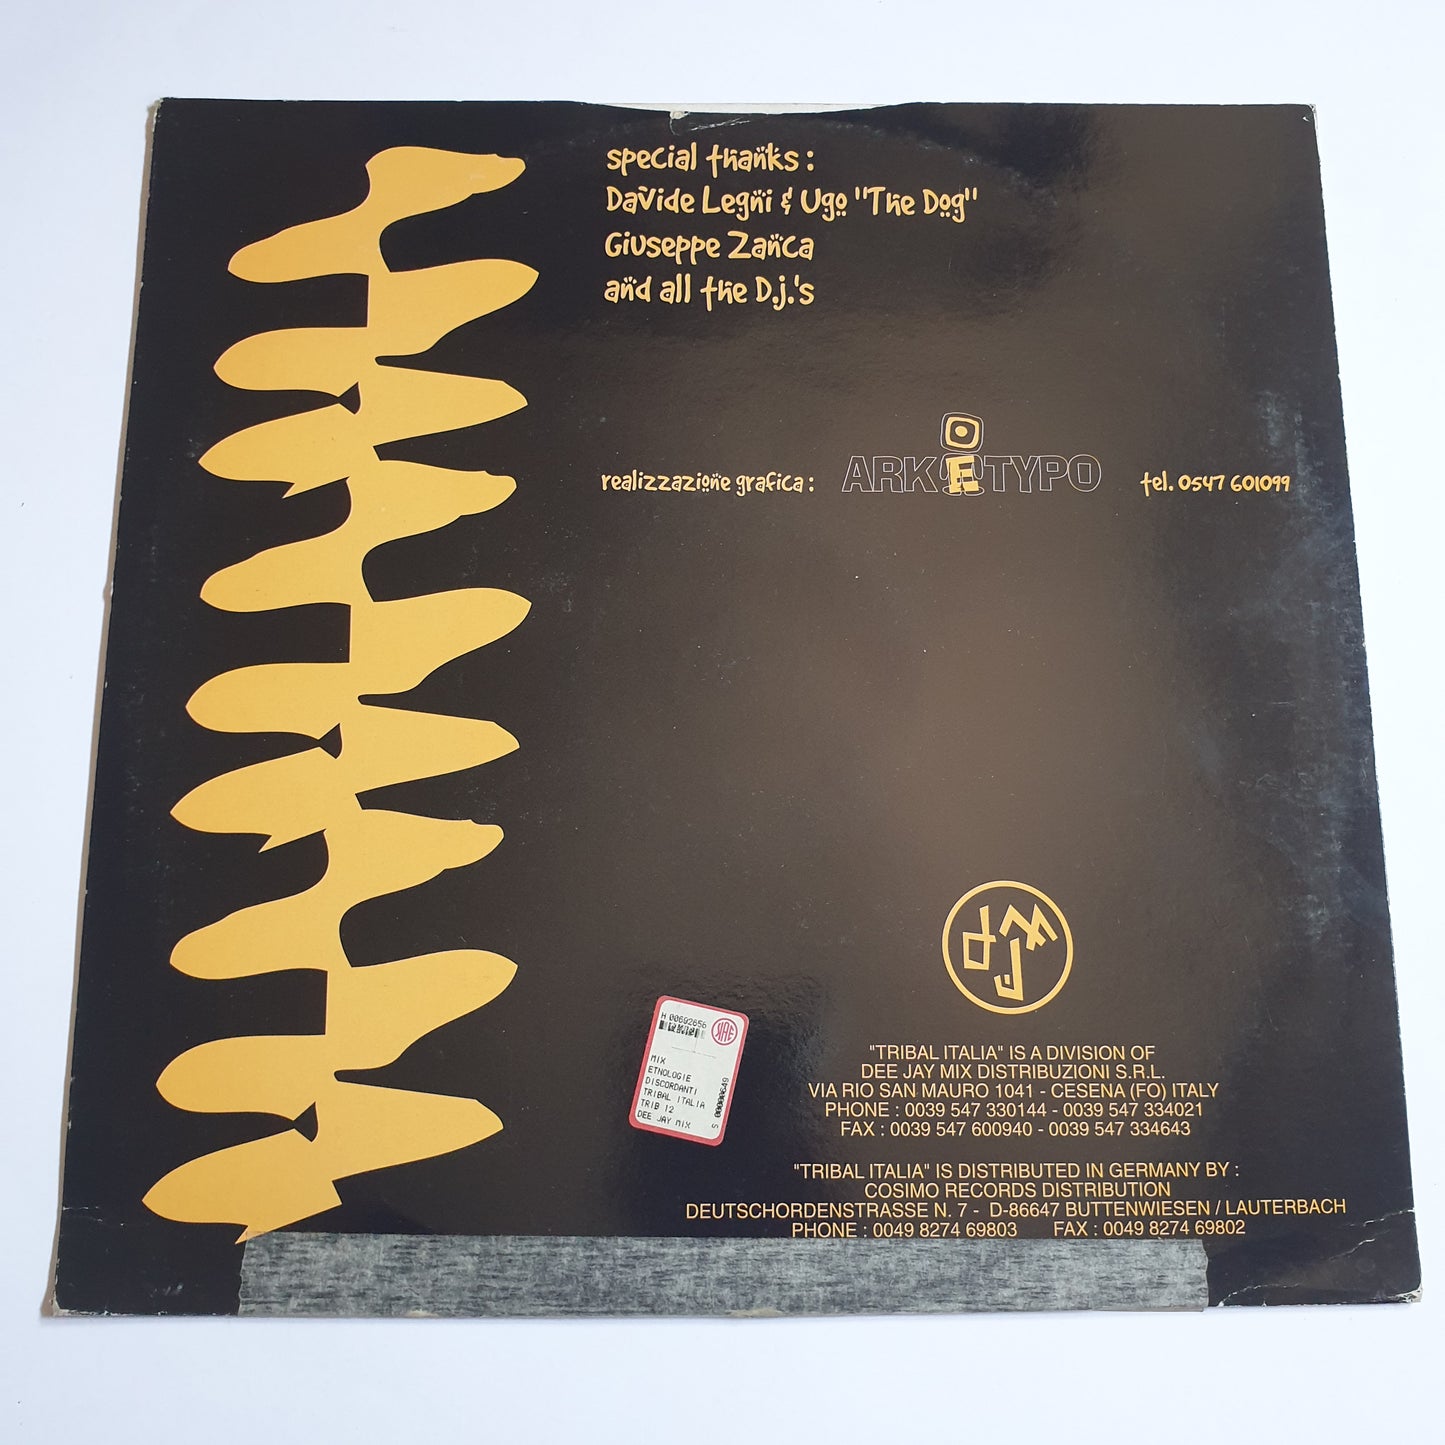 special thanks :
Davide Legni & Ugo "The Dog"
Giuseppe Zanca
and all the D.j.'s
realizzazione grafica : ARKETYPO tel. 0547 601099
djM
H 00692656
MIX
ETNOLOGIE
DISCORDANTI
TRIBAL ITALIA
TRIB 12
DEE JAY MIX
S 00000649
"TRIBAL ITALIA" IS A DIVISION OF
DEE JAY MIX DISTRIBUZIONI S.R.L.
VIA RIO SAN MAURO 1041 - CESENA (FO) ITALY
PHONE : 0039 547 330144 - 0039 547 334021
FAX : 0039 547 600940 - 0039 547 334643
"TRIBAL ITALIA" IS DISTRIBUTED IN GERMANY BY :
COSIMO RECORDS DISTRIBUTION
DEUTSCHORDENSTRASSE N. 7 - D-86647 BUTTENWIESEN / LAUTERBACH
PHONE : 0049 8274 69803 FAX : 0049 8274 69802